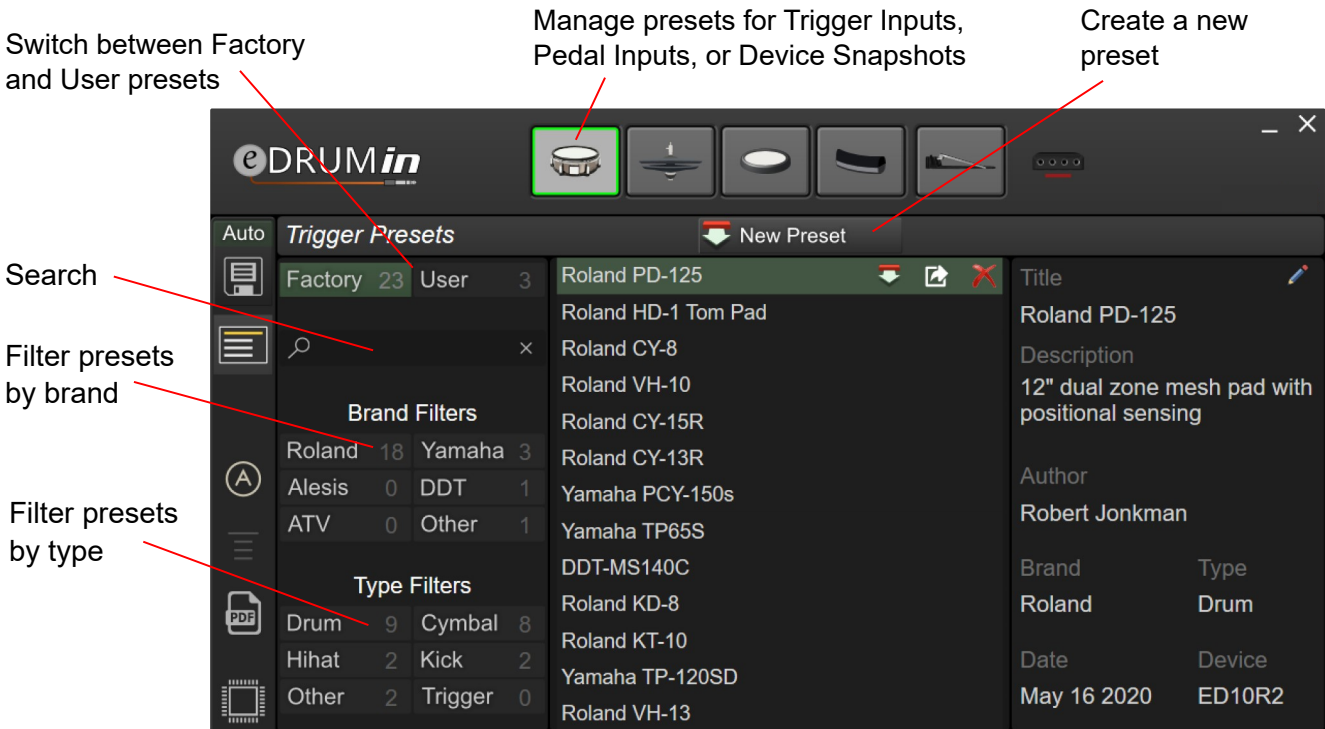 Switch between Factory
and User presets
Manage presets for Trigger Inputs,
Pedal Inputs, or Device Snapshots
Create a new
preset
eDRUMin
Auto
Trigger Presets
New Preset
Search
Filter presets
by brand
Filter presets
by type
Factory 23 User 3
Brand Filters
Roland 18 Yamaha 3
Alesis 0 DDT 1
ATV 0 Other 1
Type Filters
Drum 9 Cymbal 8
Hihat 2 Kick 2
Other 2 Trigger 0
A
PDF
Roland PD-125
Roland HD-1 Tom Pad
Roland CY-8
Roland VH-10
Roland CY-15R
Roland CY-13R
Yamaha PCY-150s
Yamaha TP65S
DDT-MS140C
Roland KD-8
Roland KT-10
Yamaha TP-120SD
Roland VH-13
Title
Roland PD-125
Description
12" dual zone mesh pad with
positional sensing
Author
Robert Jonkman
Brand Type
Roland Drum
Date Device
May 16 2020 ED10R2